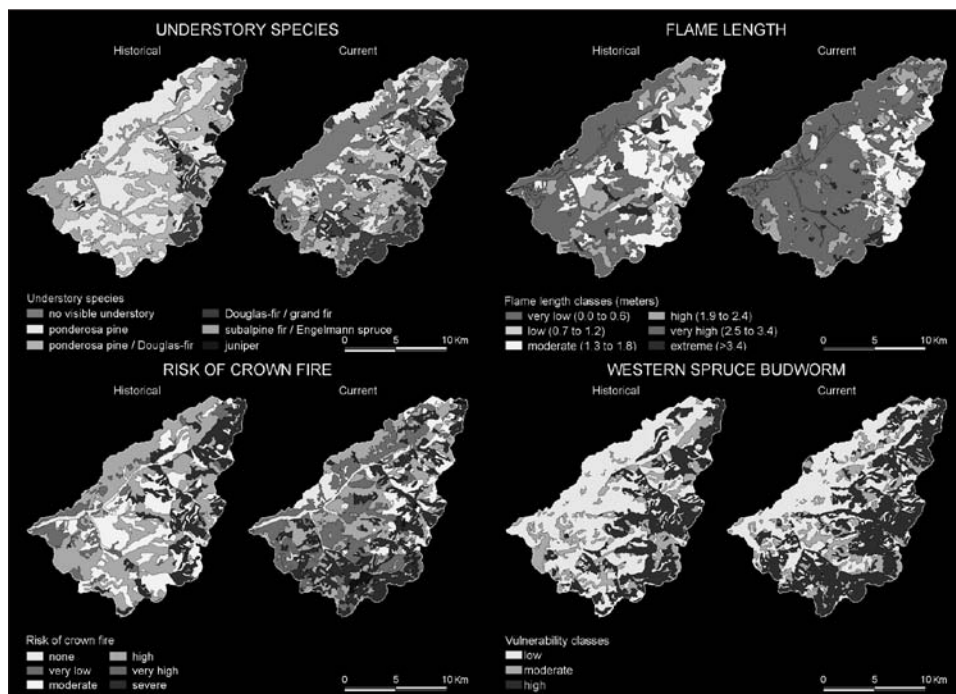 UNDERSTORY SPECIES
Historical Current
Understory species
no visible understory
ponderosa pine
ponderosa pine / Douglas-fir
Douglas-fir / grand fir
subalpine fir / Engelmann spruce
juniper
0 5 10 Km
FLAME LENGTH
Historical Current
Flame length classes (meters)
very low (0.0 to 0.6)
low (0.7 to 1.2)
moderate (1.3 to 1.8)
high (1.9 to 2.4)
very high (2.5 to 3.4)
extreme (>3.4)
0 5 10 Km
RISK OF CROWN FIRE
Historical Current
Risk of crown fire
none
very low
moderate
high
very high
severe
0 5 10 Km
WESTERN SPRUCE BUDWORM
Historical Current
Vulnerability classes
low
moderate
high
0 5 10 Km